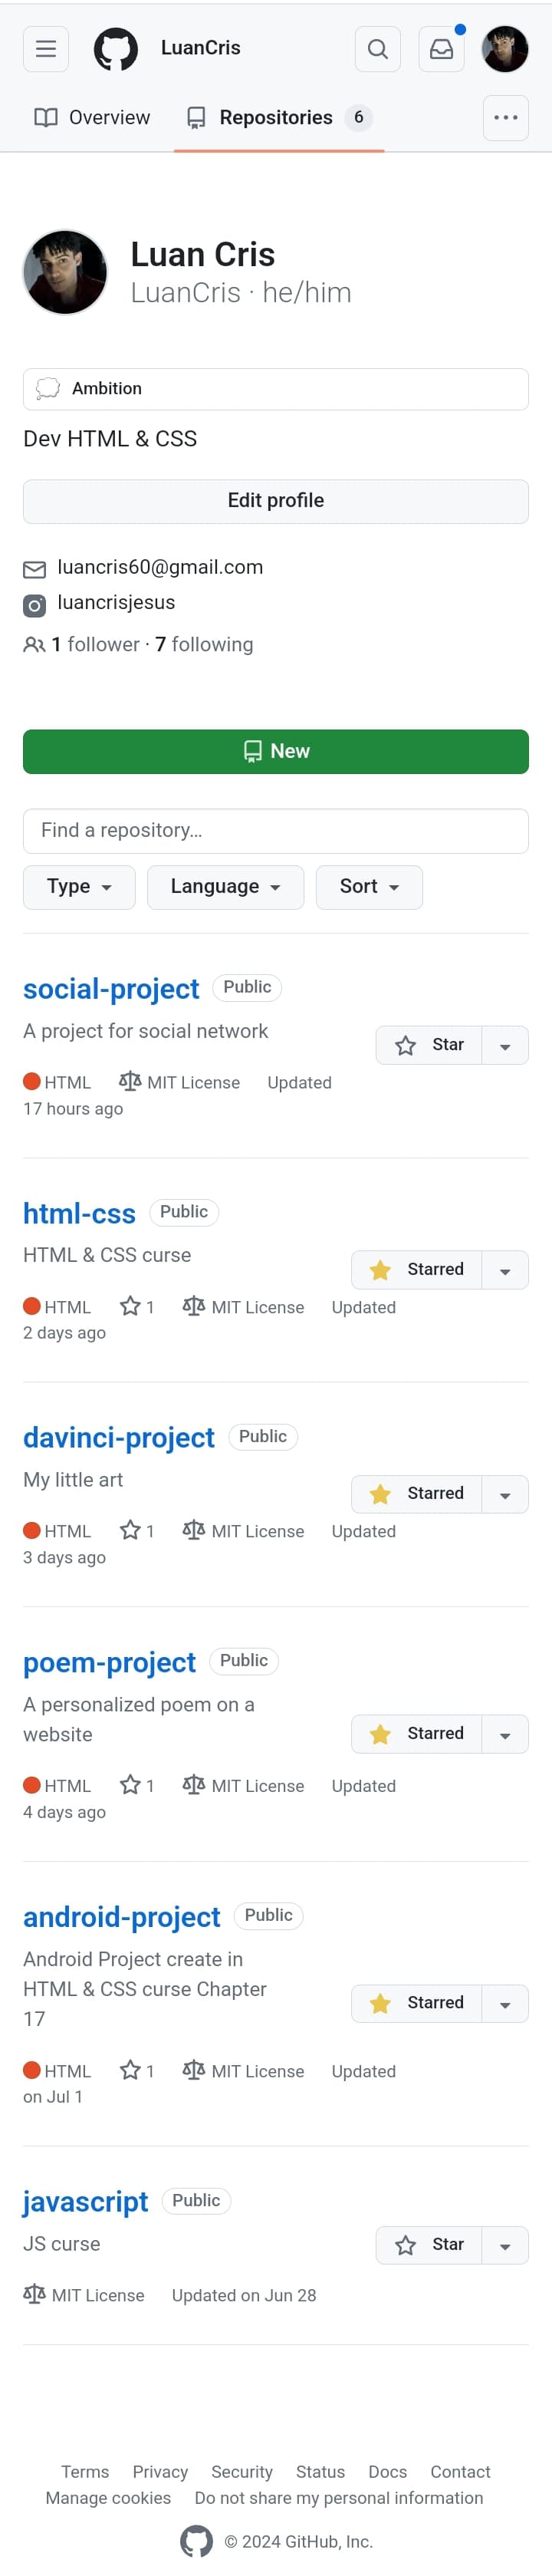 LuanCris
Overview Repositories 6
Luan Cris
LuanCris · he/him
Ambition
Dev HTML & CSS
Edit profile
luancris60@gmail.com
luancrisjesus
1 follower · 7 following
New
Find a repository...
Type Language Sort
social-project Public
A project for social network
Star
HTML MIT License Updated
17 hours ago
html-css Public
HTML & CSS curse
Starred
HTML 1 MIT License Updated
2 days ago
davinci-project Public
My little art
Starred
HTML 1 MIT License Updated
3 days ago
poem-project Public
A personalized poem on a
website
Starred
HTML 1 MIT License Updated
4 days ago
android-project Public
Android Project create in
HTML & CSS curse Chapter
17
Starred
HTML 1 MIT License Updated
on Jul 1
javascript Public
JS curse
Star
MIT License Updated on Jun 28
Terms Privacy Security Status Docs Contact
Manage cookies Do not share my personal information
© 2024 GitHub, Inc.